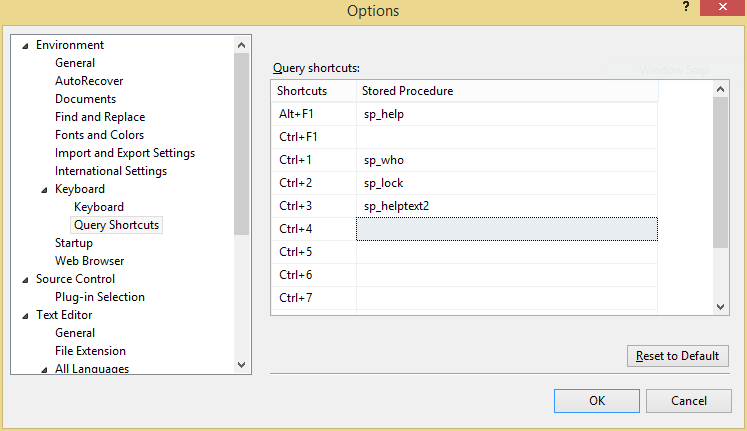 Options
?
Environment
General
AutoRecover
Documents
Find and Replace
Fonts and Colors
Import and Export Settings
International Settings
Keyboard
Keyboard
Query Shortcuts
Startup
Web Browser
Source Control
Plug-in Selection
Text Editor
General
File Extension
All Languages
Query shortcuts:
Window Snip
Shortcuts Stored Procedure
Alt+F1 sp_help
Ctrl+F1
Ctrl+1 sp_who
Ctrl+2 sp_lock
Ctrl+3 sp_helptext2
Ctrl+4
Ctrl+5
Ctrl+6
Ctrl+7
Reset to Default
OK Cancel